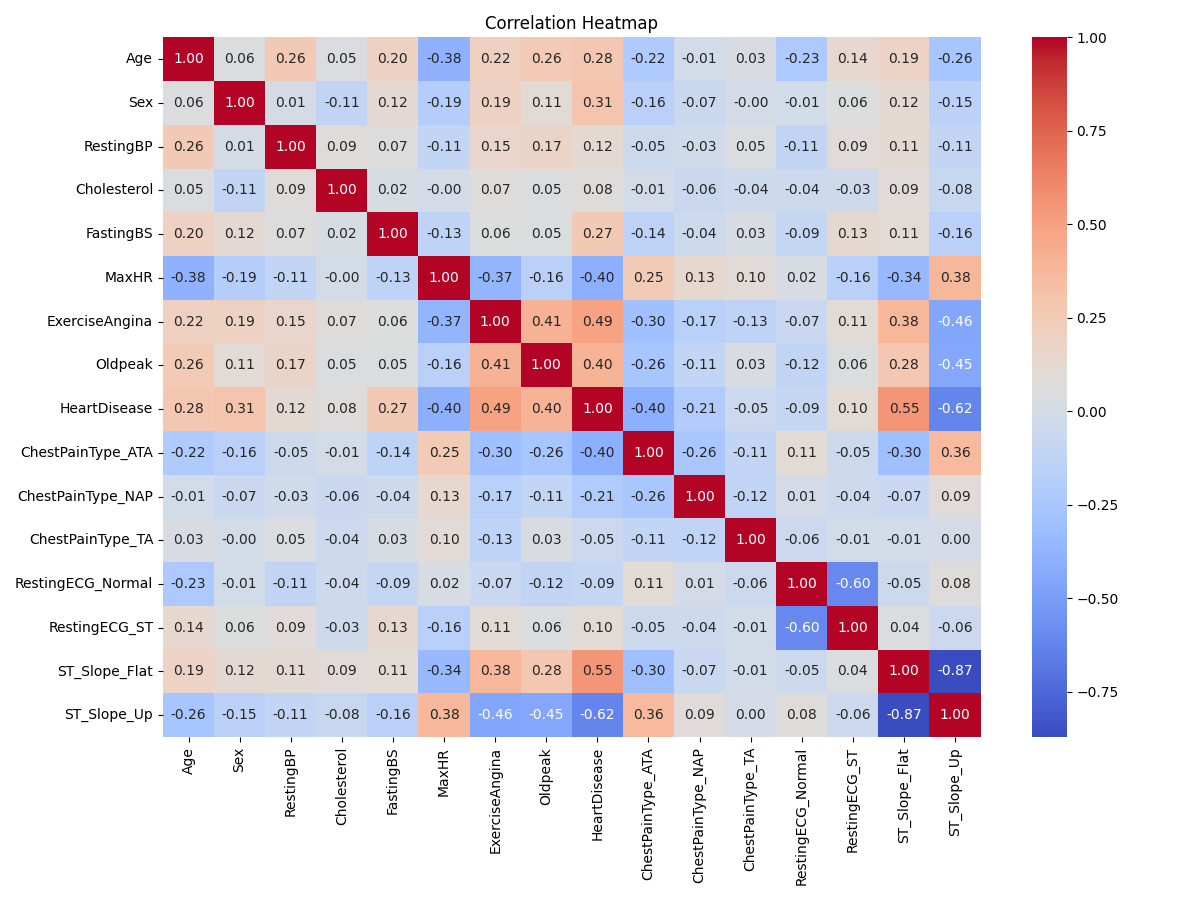 Correlation Heatmap
Age 1.00 0.06 0.26 0.05 0.20 -0.38 0.22 0.26 0.28 -0.22 -0.01 0.03 -0.23 0.14 0.19 -0.26
Sex 0.06 1.00 0.01 -0.11 0.12 -0.19 0.19 0.11 0.31 -0.16 -0.07 -0.00 -0.01 0.06 0.12 -0.15
RestingBP 0.26 0.01 1.00 0.09 0.07 -0.11 0.15 0.17 0.12 -0.05 -0.03 0.05 -0.11 0.09 0.11 -0.11
Cholesterol 0.05 -0.11 0.09 1.00 0.02 -0.00 0.07 0.05 0.08 -0.01 -0.06 -0.04 -0.04 -0.03 0.09 -0.08
FastingBS 0.20 0.12 0.07 0.02 1.00 -0.13 0.06 0.05 0.27 -0.14 -0.04 0.03 -0.09 0.13 0.11 -0.16
MaxHR -0.38 -0.19 -0.11 -0.00 -0.13 1.00 -0.37 -0.16 -0.40 0.25 0.13 0.10 0.02 -0.16 -0.34 0.38
ExerciseAngina 0.22 0.19 0.15 0.07 0.06 -0.37 1.00 0.41 0.49 -0.30 -0.17 -0.13 -0.07 0.11 0.38 -0.46
Oldpeak 0.26 0.11 0.17 0.05 0.05 -0.16 0.41 1.00 0.40 -0.26 -0.11 0.03 -0.12 0.06 0.28 -0.45
HeartDisease 0.28 0.31 0.12 0.08 0.27 -0.40 0.49 0.40 1.00 -0.40 -0.21 -0.05 -0.09 0.10 0.55 -0.62
ChestPainType_ATA -0.22 -0.16 -0.05 -0.01 -0.14 0.25 -0.30 -0.26 -0.40 1.00 -0.26 -0.11 0.11 -0.05 -0.30 0.36
ChestPainType_NAP -0.01 -0.07 -0.03 -0.06 -0.04 0.13 -0.17 -0.11 -0.21 -0.26 1.00 -0.12 0.01 -0.04 -0.07 0.09
ChestPainType_TA 0.03 -0.00 0.05 -0.04 0.03 0.10 -0.13 0.03 -0.05 -0.11 -0.12 1.00 -0.06 -0.01 -0.01 0.00
RestingECG_Normal -0.23 -0.01 -0.11 -0.04 -0.09 0.02 -0.07 -0.12 -0.09 0.11 0.01 -0.06 1.00 -0.60 -0.05 0.08
RestingECG_ST 0.14 0.06 0.09 -0.03 0.13 -0.16 0.11 0.06 0.10 -0.05 -0.04 -0.01 -0.60 1.00 0.04 -0.06
ST_Slope_Flat 0.19 0.12 0.11 0.09 0.11 -0.34 0.38 0.28 0.55 -0.30 -0.07 -0.01 -0.05 0.04 1.00 -0.87
ST_Slope_Up -0.26 -0.15 -0.11 -0.08 -0.16 0.38 -0.46 -0.45 -0.62 0.36 0.09 0.00 0.08 -0.06 -0.87 1.00
Age
Sex
RestingBP
Cholesterol
FastingBS
MaxHR
ExerciseAngina
Oldpeak
HeartDisease
ChestPainType_ATA
ChestPainType_NAP
ChestPainType_TA
RestingECG_Normal
RestingECG_ST
ST_Slope_Flat
ST_Slope_Up
1.00
0.75
0.50
0.25
0.00
−0.25
−0.50
−0.75